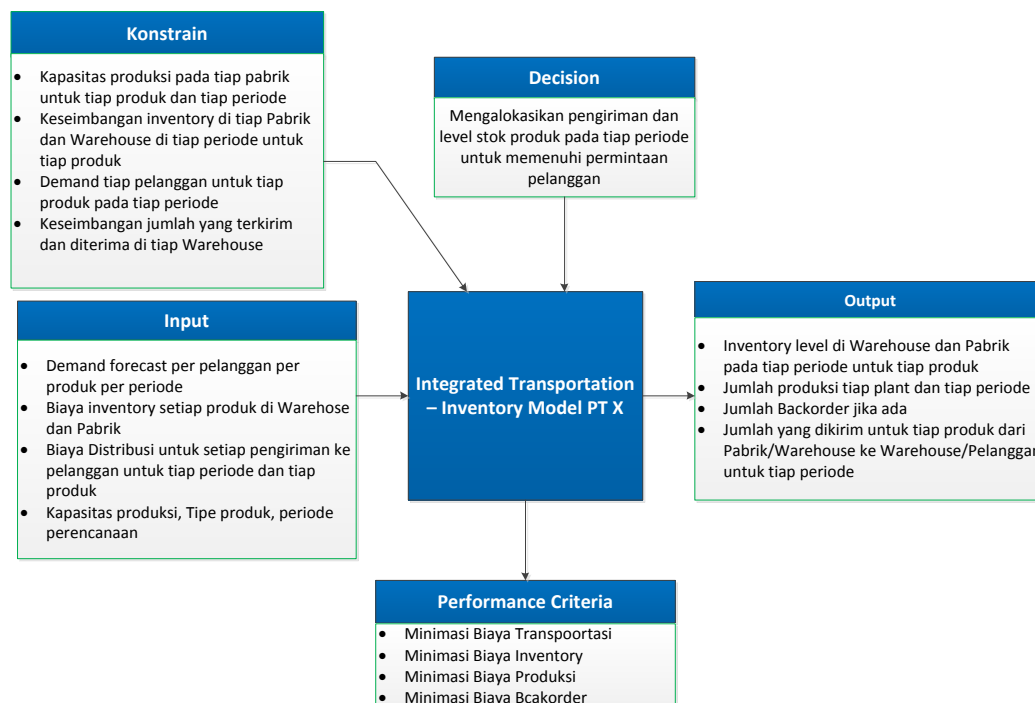 Konstrain
• Kapasitas produksi pada tiap pabrik
untuk tiap produk dan tiap periode
• Keseimbangan inventory di tiap Pabrik
dan Warehouse di tiap periode untuk
tiap produk
• Demand tiap pelanggan untuk tiap
produk pada tiap periode
• Keseimbangan jumlah yang terkirim
dan diterima di tiap Warehouse
Decision
Mengalokasikan pengiriman dan
level stok produk pada tiap periode
untuk memenuhi permintaan
pelanggan
Input
• Demand forecast per pelanggan per
produk per periode
• Biaya inventory setiap produk di Warehose
dan Pabrik
• Biaya Distribusi untuk setiap pengiriman ke
pelanggan untuk tiap periode dan tiap
produk
• Kapasitas produksi, Tipe produk, periode
perencanaan
Integrated Transportation
– Inventory Model PT X
Output
• Inventory level di Warehouse dan Pabrik
pada tiap periode untuk tiap produk
• Jumlah produksi tiap plant dan tiap periode
• Jumlah Backorder jika ada
• Jumlah yang dikirim untuk tiap produk dari
Pabrik/Warehouse ke Warehouse/Pelanggan
untuk tiap periode
Performance Criteria
• Minimasi Biaya Transpoortasi
• Minimasi Biaya Inventory
• Minimasi Biaya Produksi
• Minimasi Biaya Bcakorder